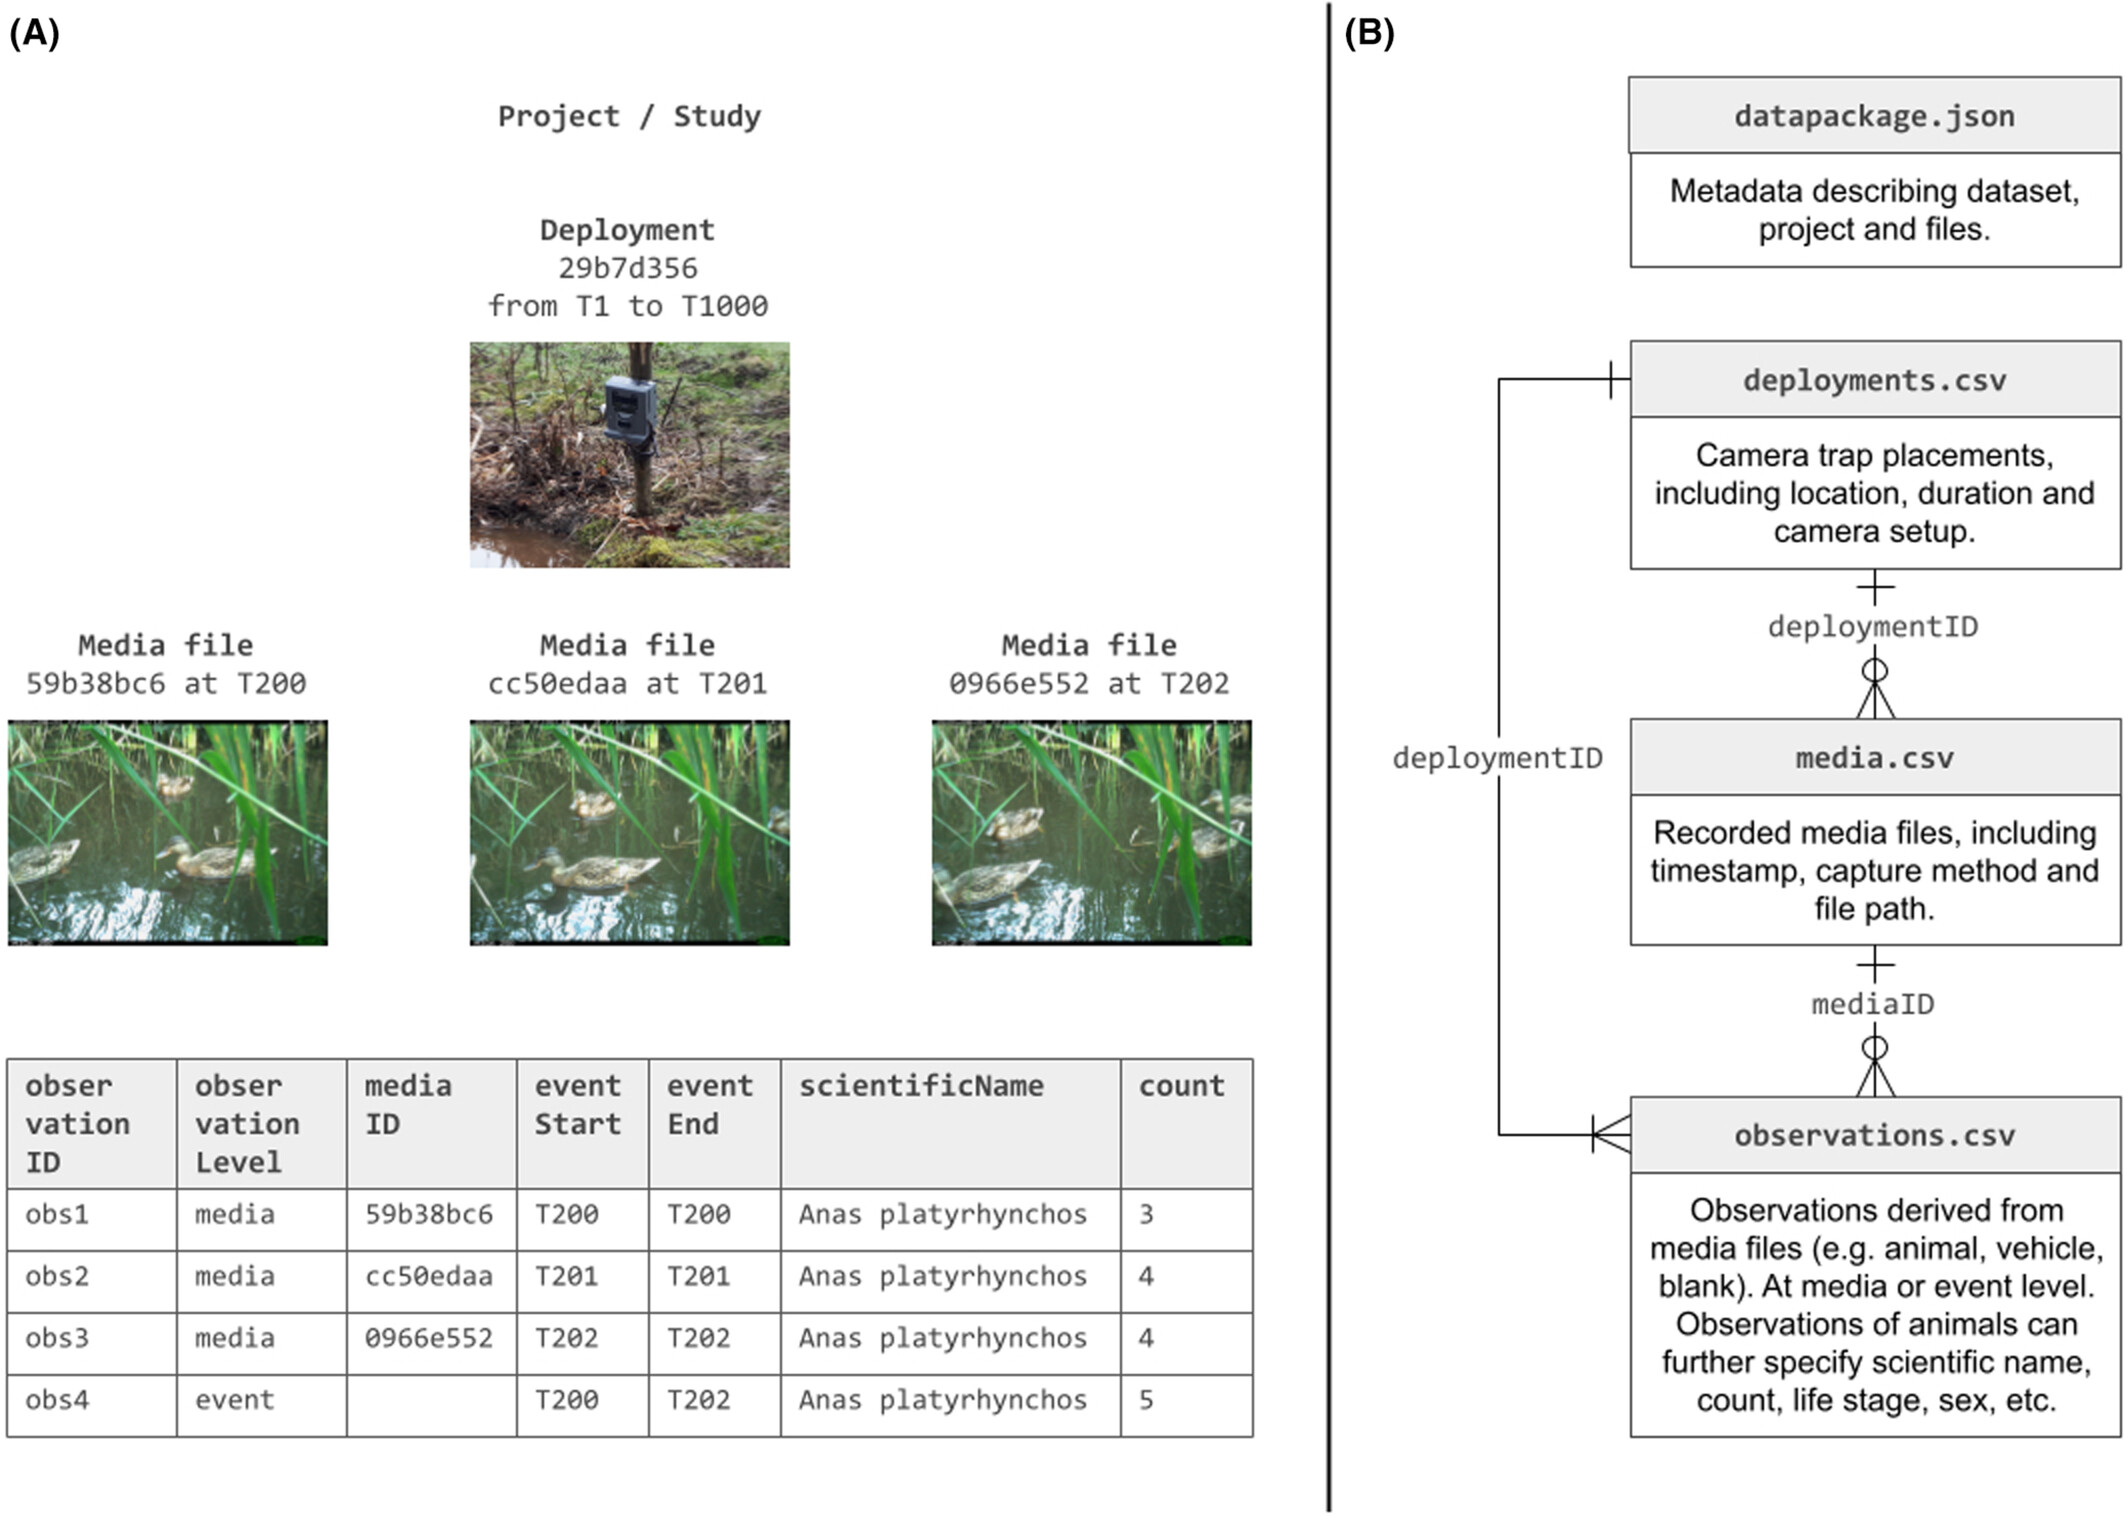 (A)
Project / Study
Deployment
29b7d356
from T1 to T1000
Media file
59b38bc6 at T200
Media file
cc50edaa at T201
Media file
0966e552 at T202
obser vation ID | obser vation Level | media ID | event Start | event End | scientificName | count
obs1 | media | 59b38bc6 | T200 | T200 | Anas platyrhynchos | 3
obs2 | media | cc50edaa | T201 | T201 | Anas platyrhynchos | 4
obs3 | media | 0966e552 | T202 | T202 | Anas platyrhynchos | 4
obs4 | event | | T200 | T202 | Anas platyrhynchos | 5
(B)
datapackage.json
Metadata describing dataset,
project and files.
deployments.csv
Camera trap placements,
including location, duration and
camera setup.
deploymentID
deploymentID
media.csv
Recorded media files, including
timestamp, capture method and
file path.
mediaID
observations.csv
Observations derived from
media files (e.g. animal, vehicle,
blank). At media or event level.
Observations of animals can
further specify scientific name,
count, life stage, sex, etc.